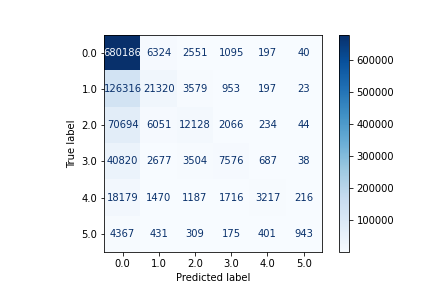 0.0 680186 6324 2551 1095 197 40
1.0 126316 21320 3579 953 197 23
2.0 70694 6051 12128 2066 234 44
3.0 40820 2677 3504 7576 687 38
4.0 18179 1470 1187 1716 3217 216
5.0 4367 431 309 175 401 943
0.0 1.0 2.0 3.0 4.0 5.0
Predicted label
True label
600000
500000
400000
300000
200000
100000